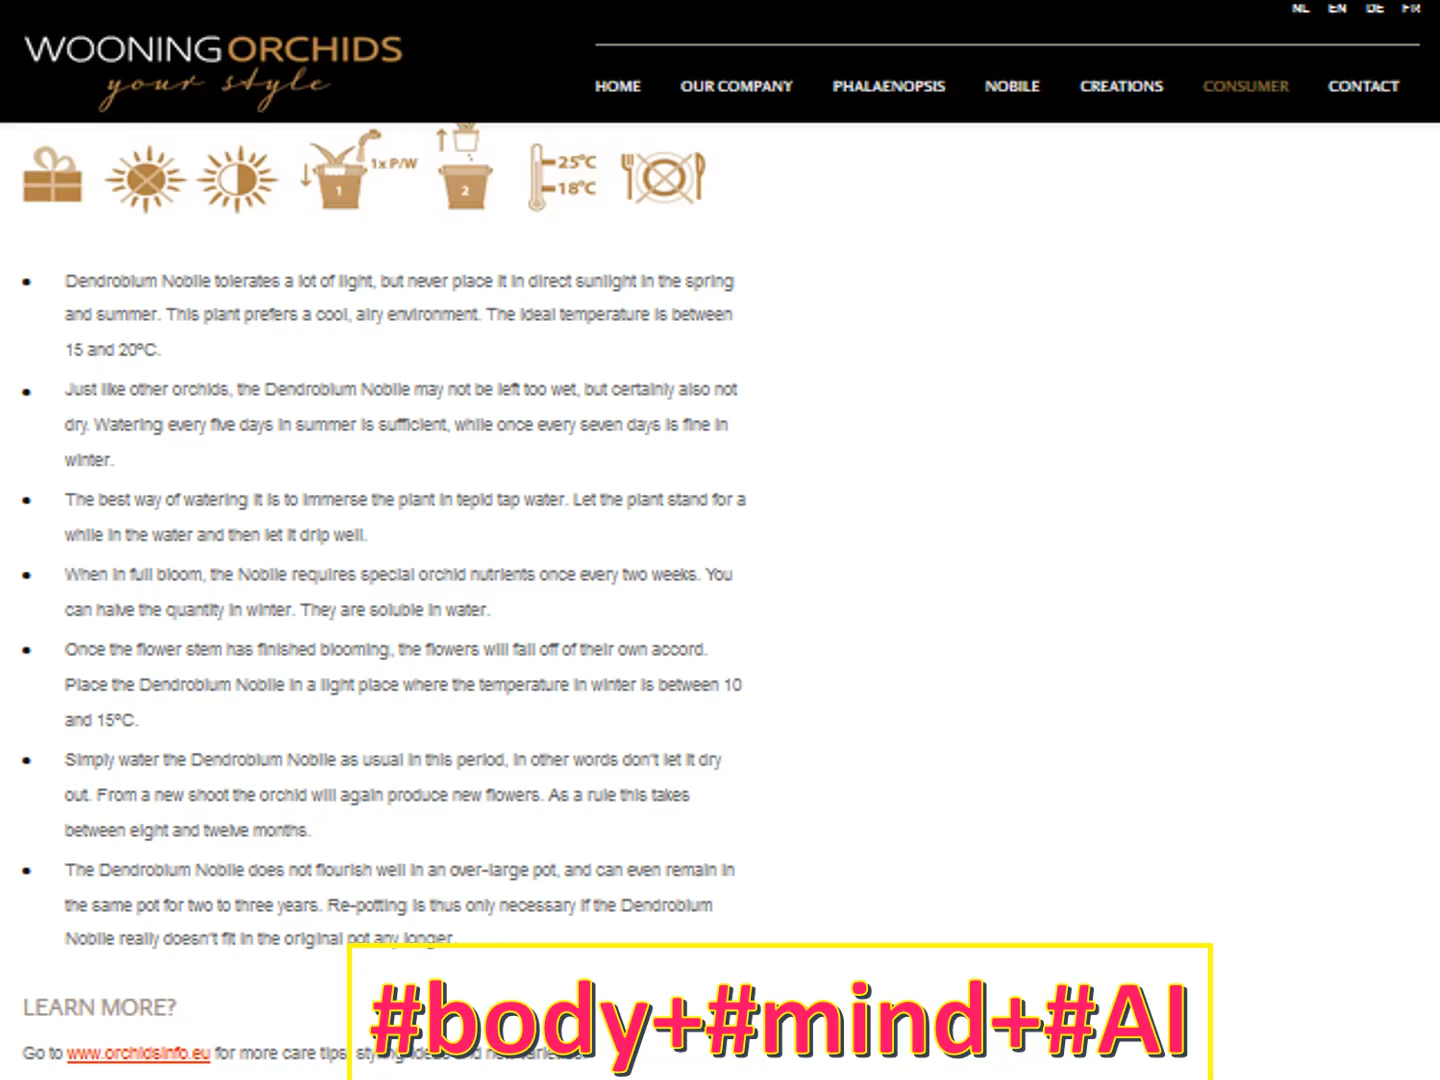 NL EN DE FR
WOONING ORCHIDS
your style
HOME OUR COMPANY PHALAENOPSIS NOBILE CREATIONS CONSUMER CONTACT
1x P/W
25°C
18°C
1
2
Dendrobium Nobile tolerates a lot of light, but never place it in direct sunlight in the spring
and summer. This plant prefers a cool, airy environment. The ideal temperature is between
15 and 20ºC.
Just like other orchids, the Dendrobium Nobile may not be left too wet, but certainly also not
dry. Watering every five days in summer is sufficient, while once every seven days is fine in
winter.
The best way of watering it is to immerse the plant in tepid tap water. Let the plant stand for a
while in the water and then let it drip well.
When in full bloom, the Nobile requires special orchid nutrients once every two weeks. You
can halve the quantity in winter. They are soluble in water.
Once the flower stem has finished blooming, the flowers will fall off of their own accord.
Place the Dendrobium Nobile in a light place where the temperature in winter is between 10
and 15ºC.
Simply water the Dendrobium Nobile as usual in this period, in other words don't let it dry
out. From a new shoot the orchid will again produce new flowers. As a rule this takes
between eight and twelve months.
The Dendrobium Nobile does not flourish well in an over-large pot, and can even remain in
the same pot for two to three years. Re-potting is thus only necessary if the Dendrobium
Nobile really doesn't fit in the original pot any longer.
LEARN MORE?
Go to www.orchidsinfo.eu for more care tips,
#body+#mind+#AI